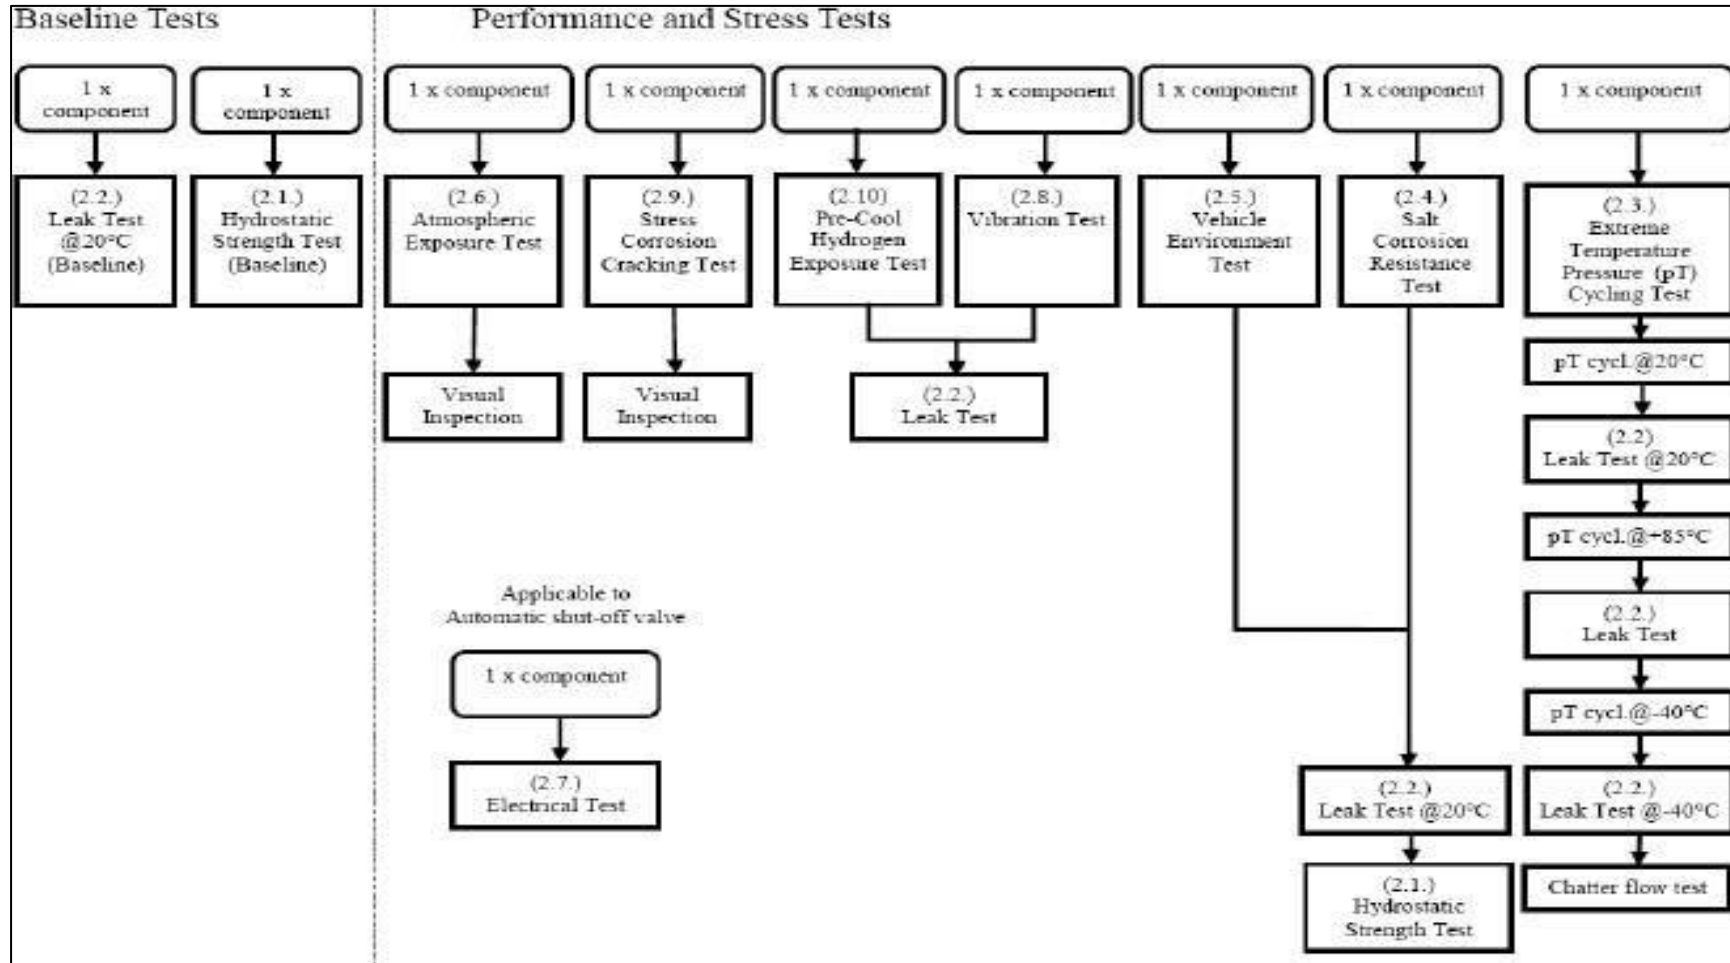 Baseline Tests
Performance and Stress Tests
1 x
component
1 x
component
1 x component
1 x component
1 x component
1 x component
1 x component
1 x component
1 x component
(2.2.)
Leak Test
@20°C
(Baseline)
(2.1.)
Hydrostatic
Strength Test
(Baseline)
(2.6.)
Atmospheric
Exposure Test
(2.9.)
Stress
Corrosion
Cracking Test
(2.10)
Pre-Cool
Hydrogen
Exposure Test
(2.8.)
Vibration Test
(2.5.)
Vehicle
Environment
Test
(2.4.)
Salt
Corrosion
Resistance
Test
(2.3.)
Extreme
Temperature
Pressure (pT)
Cycling Test
Visual
Inspection
Visual
Inspection
(2.2.)
Leak Test
pT cycl.@20°C
(2.2)
Leak Test @20°C
pT cycl.@+85°C
(2.2.)
Leak Test
pT cycl.@-40°C
(2.2.)
Leak Test @-40°C
Chatter flow test
Applicable to
Automatic shut-off valve
1 x component
(2.7.)
Electrical Test
(2.2.)
Leak Test @20°C
(2.1.)
Hydrostatic
Strength Test